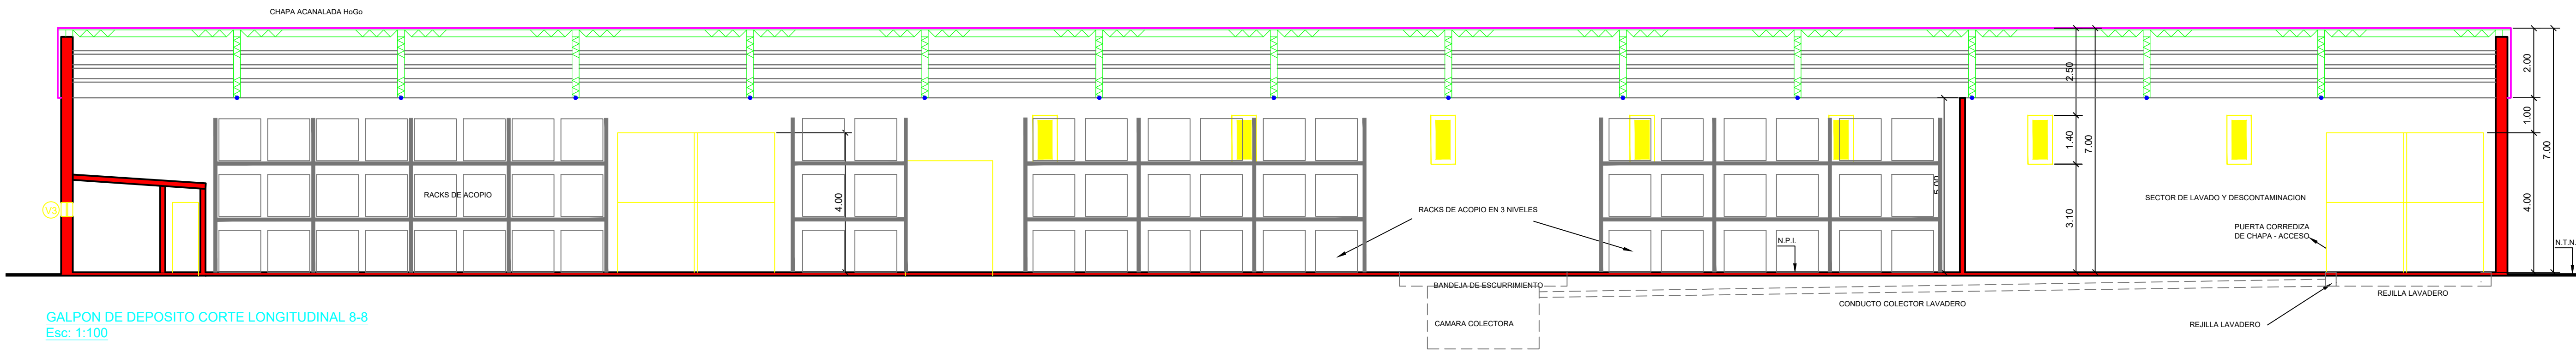 CHAPA ACANALADA HoGo
2.50
7.00
2.00
1.00
1.40
7.00
4.00
5.00
3.10
4.00
RACKS DE ACOPIO
V3
RACKS DE ACOPIO EN 3 NIVELES
SECTOR DE LAVADO Y DESCONTAMINACION
PUERTA CORREDIZA
DE CHAPA - ACCESO
N.P.I.
N.T.N.
BANDEJA DE ESCURRIMIENTO
CONDUCTO COLECTOR LAVADERO
REJILLA LAVADERO
CAMARA COLECTORA
REJILLA LAVADERO
GALPON DE DEPOSITO CORTE LONGITUDINAL 8-8
Esc: 1:100